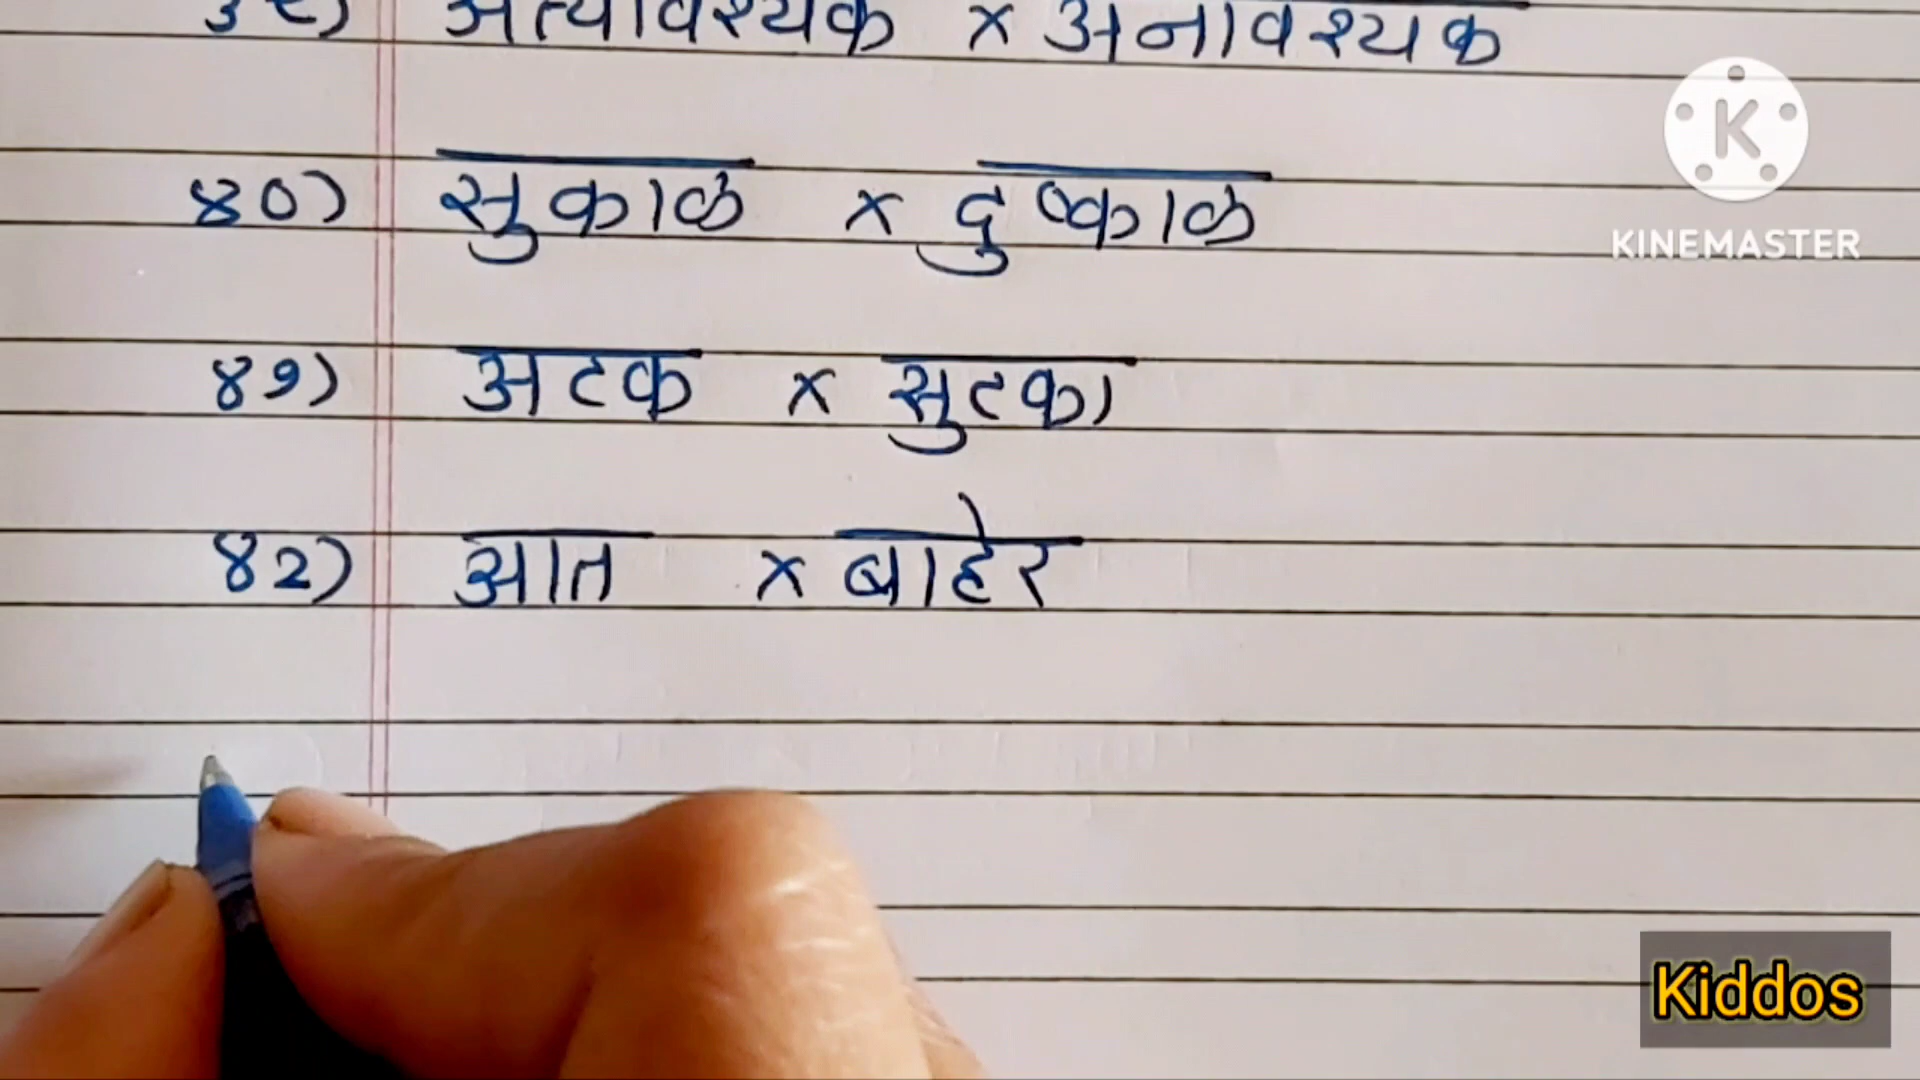 ३९) अत्यावश्यक × अनावश्यक
४०) सुकाळ × दुष्काळ
४१) अटक × सुटका
४२) आत × बाहेर
K
KINEMASTER
Kiddos